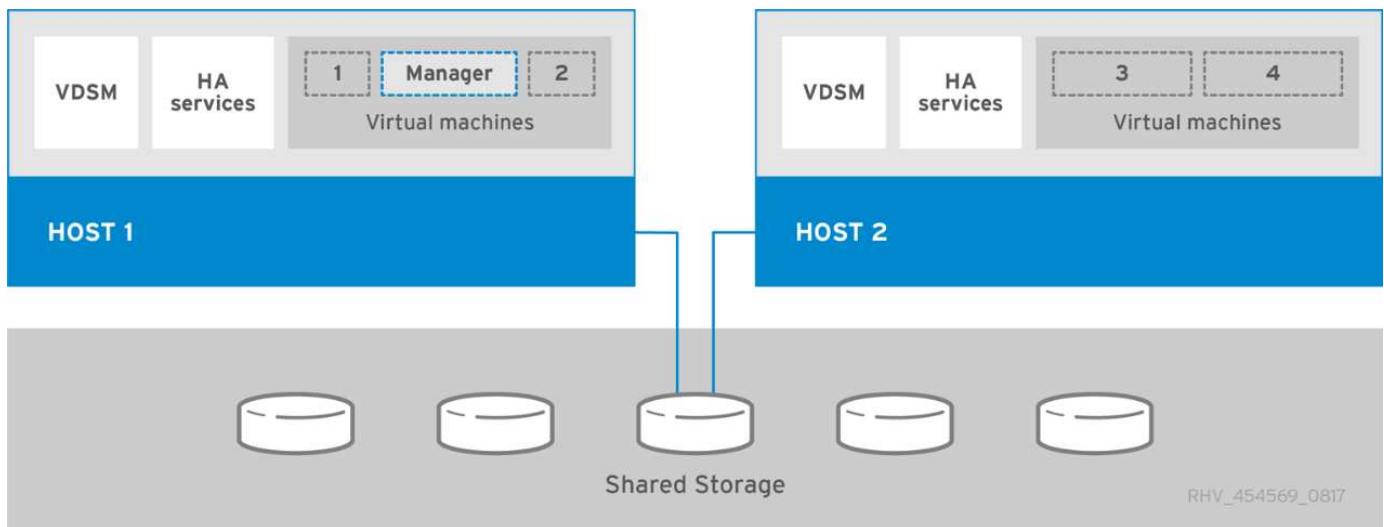 VDSM
HA
services
1 Manager 2
Virtual machines
HOST 1
VDSM
HA
services
3 4
Virtual machines
HOST 2
Shared Storage
RHV_454569_0817